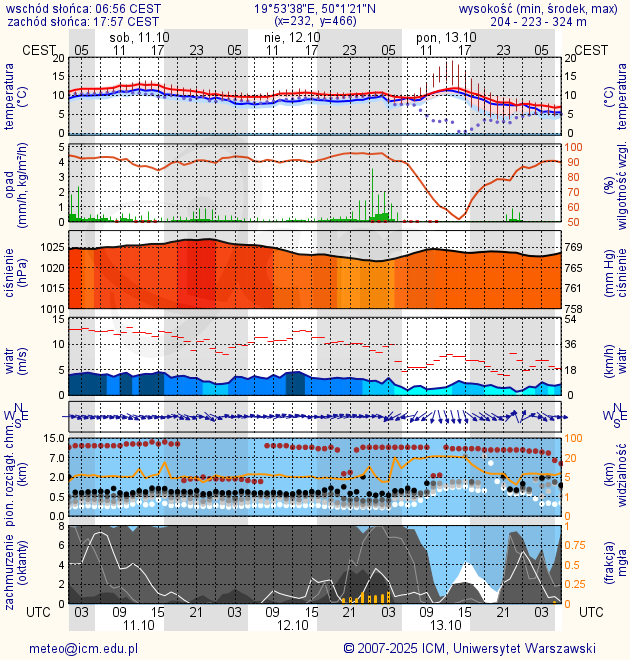 wschód słońca: 06:56 CEST 19°53'38"E, 50°1'21"N wysokość (min, środek, max)
zachód słońca: 17:57 CEST (x=232, y=466) 204 - 223 - 324 m
sob, 11.10 nie, 12.10 pon, 13.10
CEST 05 11 17 23 05 11 17 23 05 11 17 23 05 CEST
temperatura (°C) 20 15 10 5 0 20 15 10 5 0 (°C) temperatura
opad (mm/h, kg/m²/h) 5 4 3 2 1 0 100 90 80 70 60 50 (%) wilgotność wzgl.
ciśnienie (hPa) 1025 1020 1015 1010 769 765 761 758 (mm Hg) ciśnienie
wiatr (m/s) 15 10 5 0 54 36 18 0 (km/h) wiatr
N W E S N W E S
pion. rozciągł. chm. (km) 15.0 7.0 2.0 0.5 0.0 100 20 5 1 0 (km) widzialność
zachmurzenie (oktanty) 8 6 4 2 0 1 0.75 0.5 0.25 0 (frakcja) mgła
UTC 03 09 15 21 03 09 15 21 03 09 15 21 03 UTC
11.10 12.10 13.10
meteo@icm.edu.pl © 2007-2025 ICM, Uniwersytet Warszawski